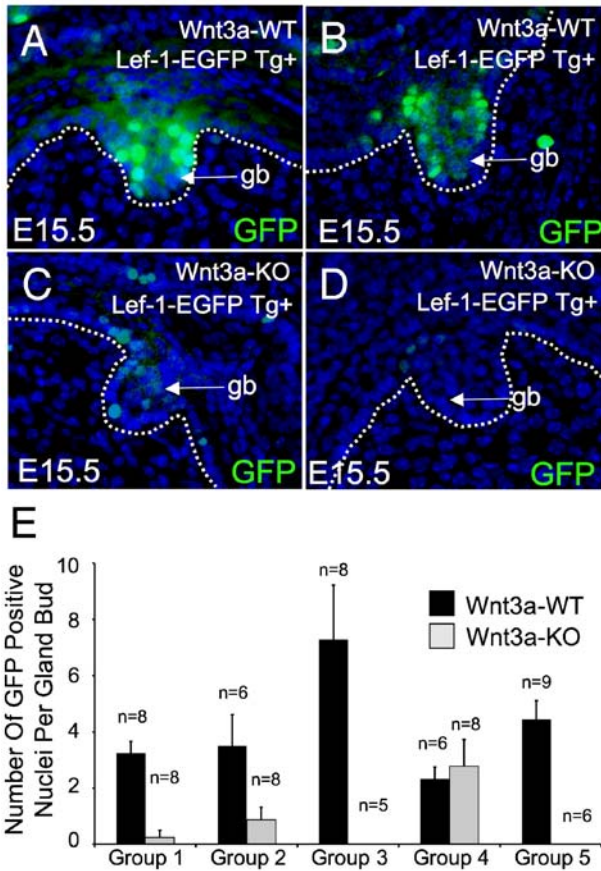 A
Wnt3a-WT
Lef-1-EGFP Tg+
gb
E15.5
GFP
B
Wnt3a-WT
Lef-1-EGFP Tg+
gb
E15.5
GFP
C
Wnt3a-KO
Lef-1-EGFP Tg+
gb
E15.5
GFP
D
Wnt3a-KO
Lef-1-EGFP Tg+
gb
E15.5
GFP
E
Number Of GFP Positive
Nuclei Per Gland Bud
10
8
6
4
2
0
n=8
n=8
n=6
n=8
n=8
n=5
n=6
n=8
n=9
n=6
Wnt3a-WT
Wnt3a-KO
Group 1
Group 2
Group 3
Group 4
Group 5